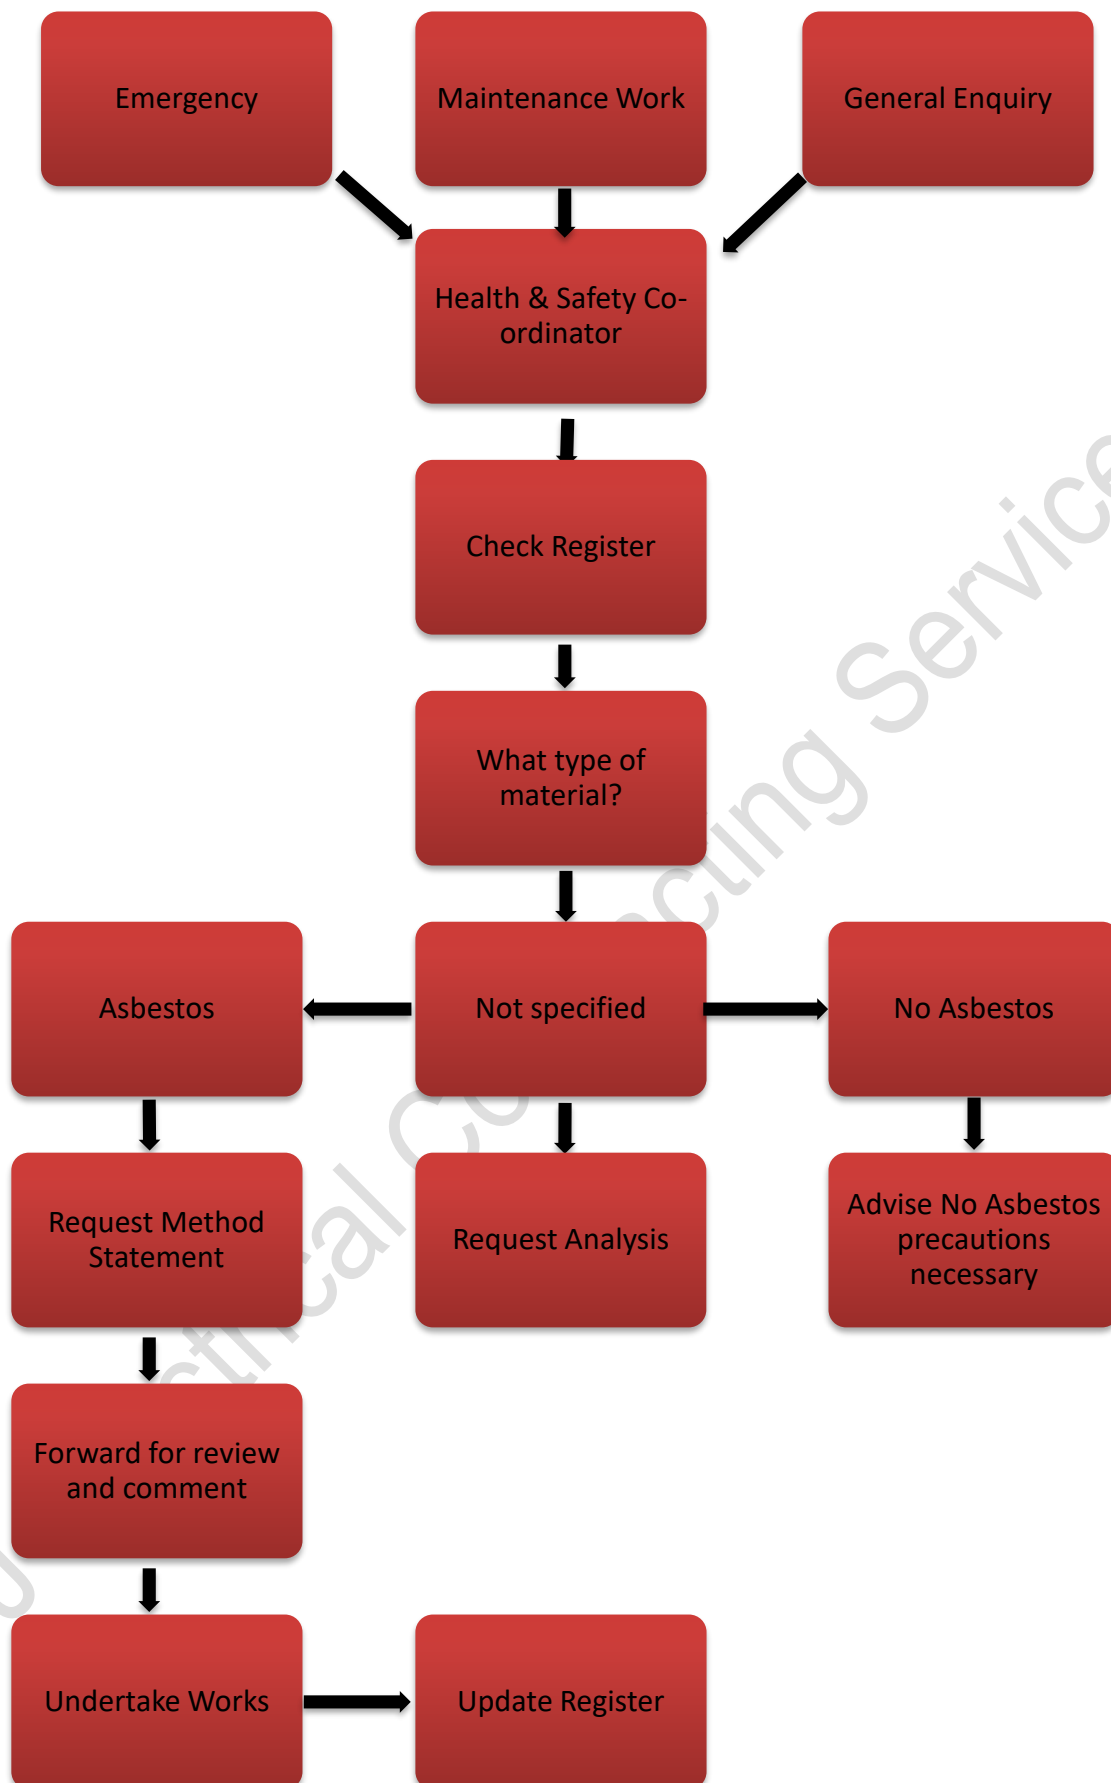 Emergency
Maintenance Work
General Enquiry
Health & Safety Co-
ordinator
Check Register
What type of
material?
Asbestos
Not specified
No Asbestos
Request Method
Statement
Request Analysis
Advise No Asbestos
precautions
necessary
Forward for review
and comment
Undertake Works
Update Register